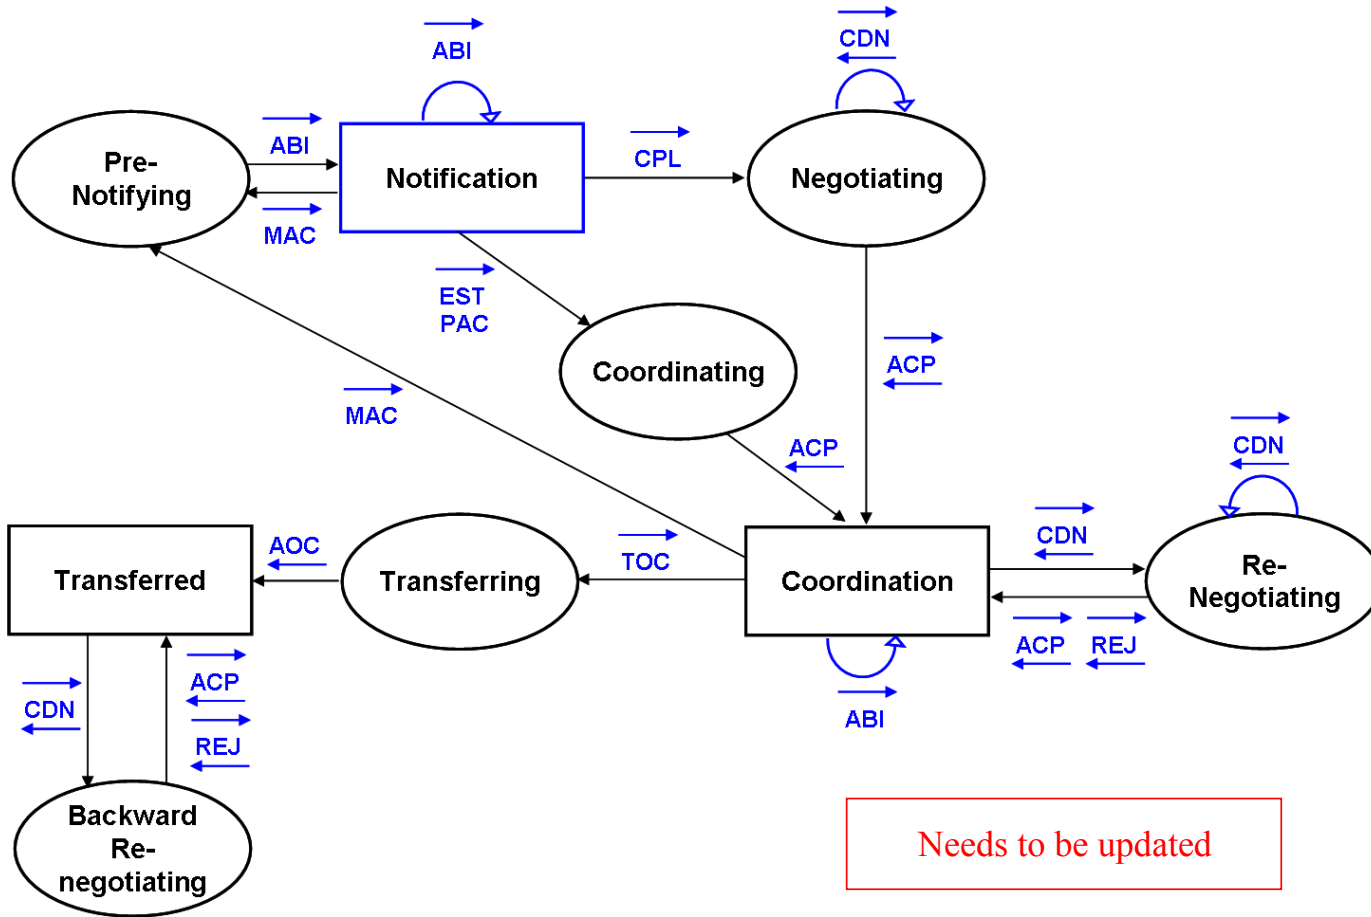 ABI
CDN
ABI
Pre-
Notifying
Notification
CPL
Negotiating
MAC
EST
PAC
Coordinating
ACP
MAC
ACP
CDN
AOC
TOC
CDN
Transferred
Transferring
Coordination
Re-
Negotiating
ACP
REJ
ACP
CDN
REJ
ABI
Backward
Re-
negotiating
Needs to be updated